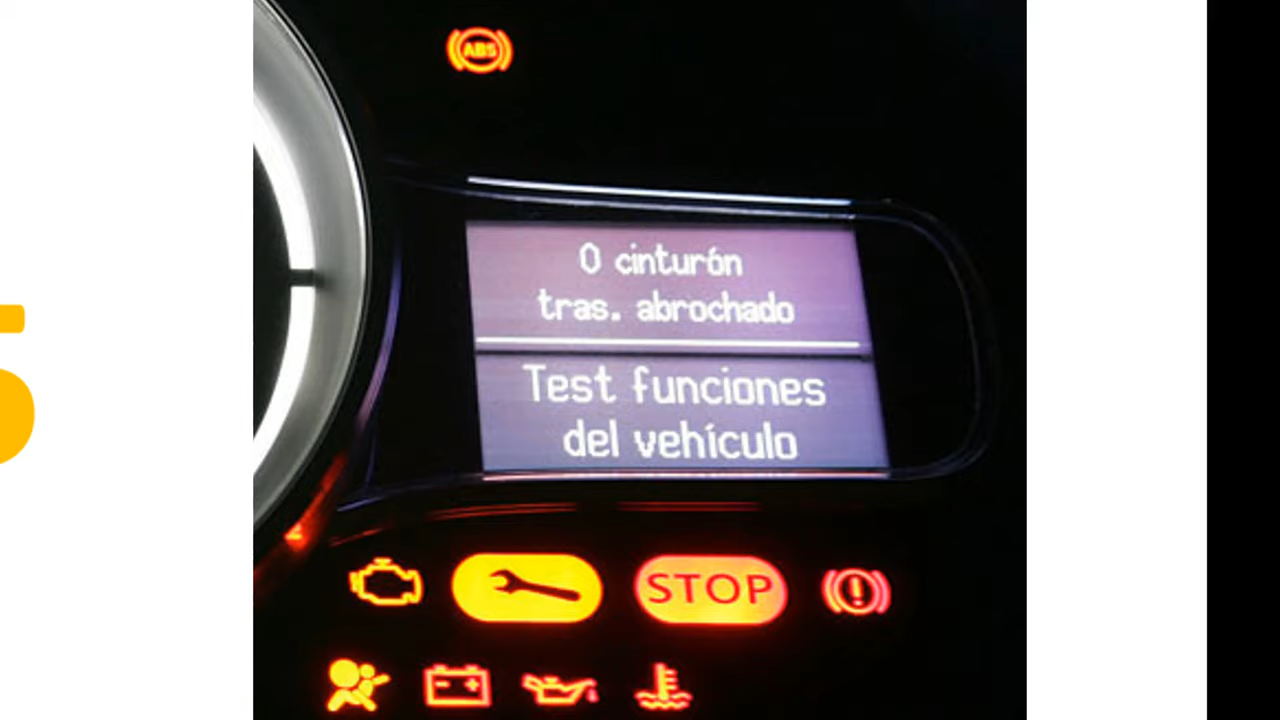 ABS
0 cinturón
tras. abrochado
Test funciones
del vehículo
STOP